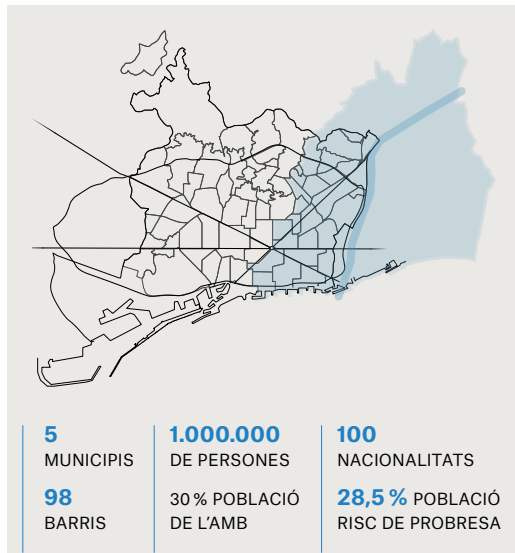 5
MUNICIPIS
98
BARRIS
1.000.000
DE PERSONES
30 % POBLACIÓ
DE L'AMB
100
NACIONALITATS
28,5 % POBLACIÓ
RISC DE PROBRESA